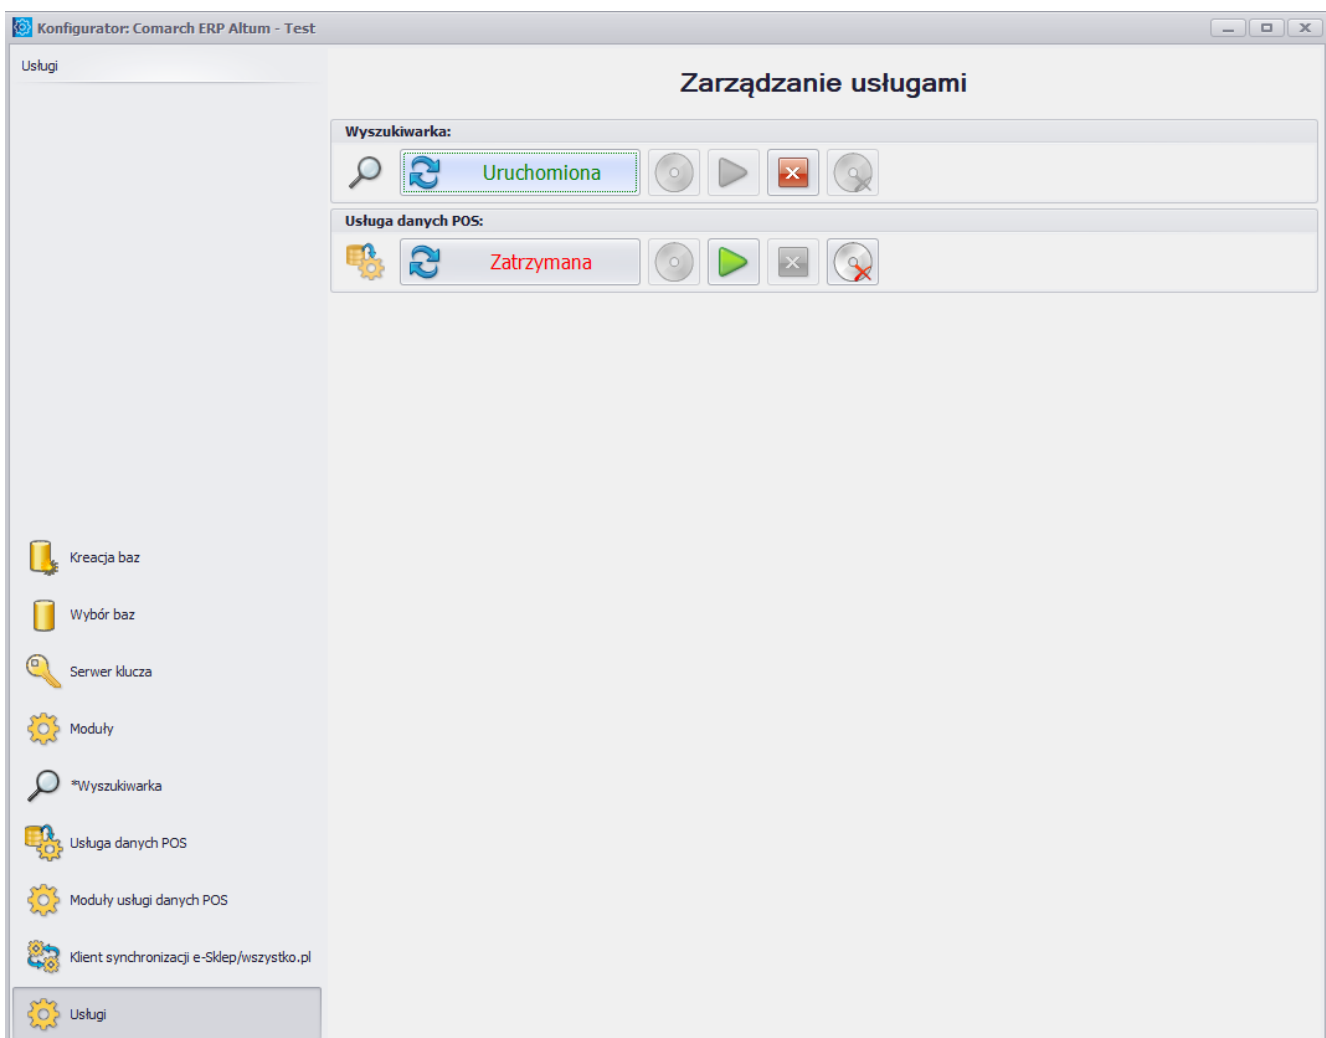 Konfigurator: Comarch ERP Altum - Test
Usługi
Zarządzanie usługami
Wyszukiwarka:
Uruchomiona
Usługa danych POS:
Zatrzymana
Kreacja baz
Wybór baz
Serwer klucza
Moduły
*Wyszukiwarka
Usługa danych POS
Moduły usługi danych POS
Klient synchronizacji e-Sklep/wszystko.pl
Usługi